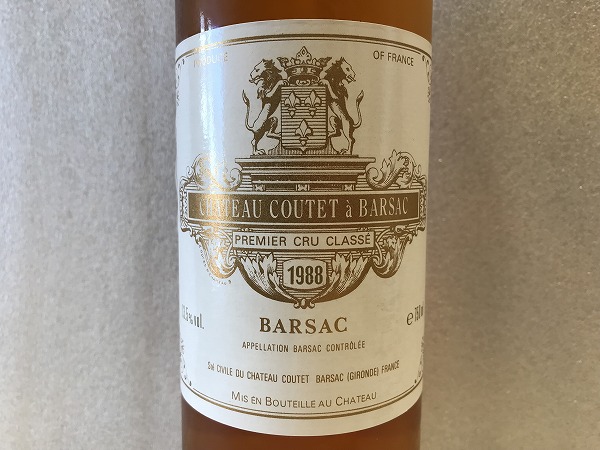 OF FRANCE
CHATEAU COUTET à BARSAC
PREMIER CRU CLASSÉ
1988
BARSAC
APPELLATION BARSAC CONTRÔLÉE
Sté CIVILE DU CHATEAU COUTET BARSAC (GIRONDE) FRANCE
MIS EN BOUTEILLE AU CHATEAU